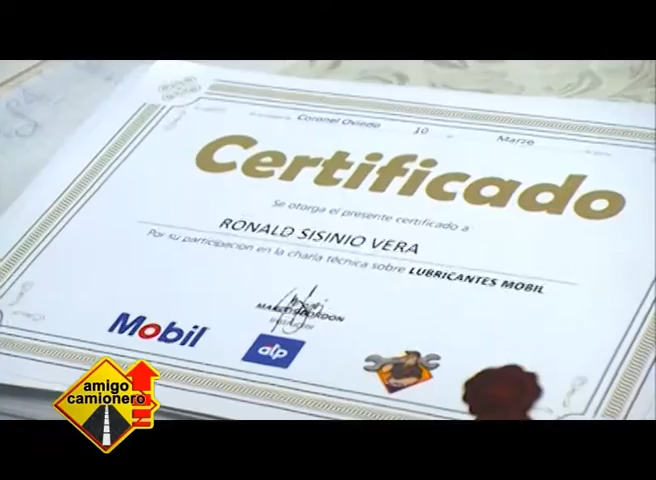 Coronel Oviedo 10 Marzo
Certificado
Se otorga el presente certificado a
RONALD SISINIO VERA
Por su participacion en la charla técnica sobre LUBRICANTES MOBIL
Mobil
alp
amigo
camionero